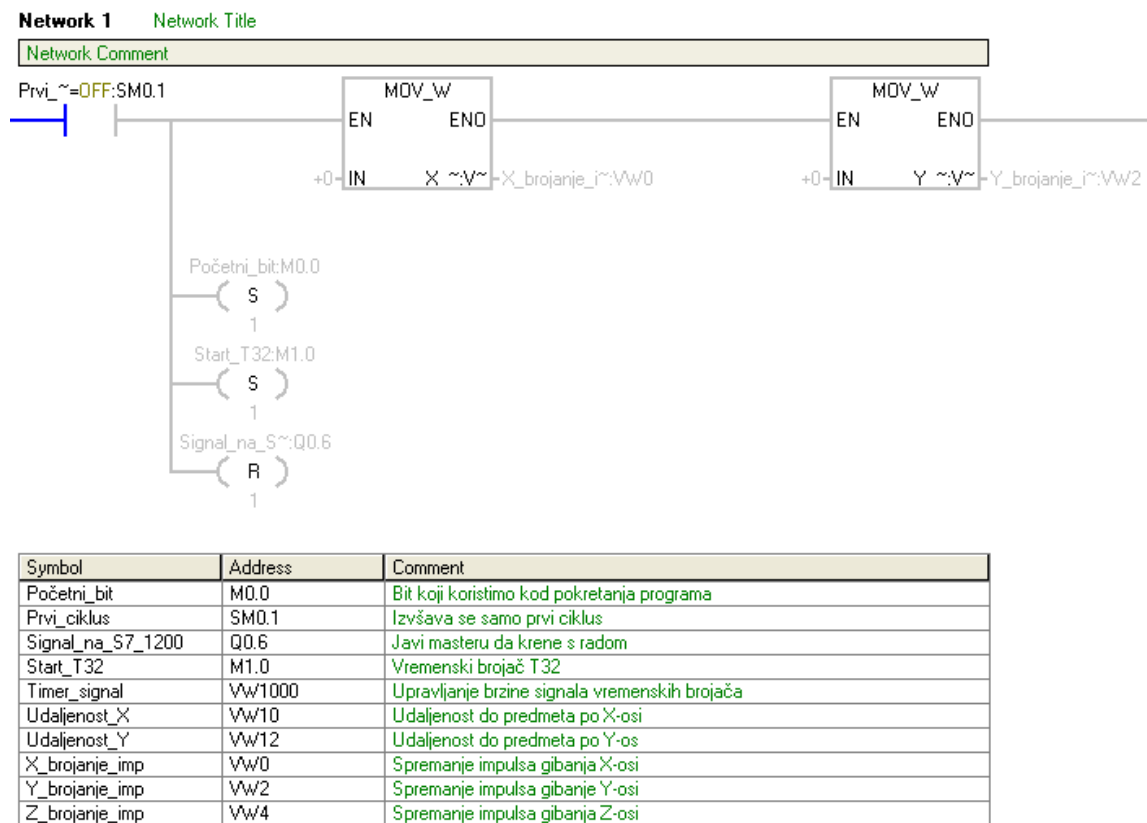 Network 1 Network Title
Network Comment
Prvi_~=OFF:SM0.1
MOV_W MOV_W
EN ENO EN ENO
+0 IN X ~:V~ X_brojanje_i~:VW0 +0 IN Y ~:V~ Y_brojanje_i~:VW2
Početni_bit:M0.0
S
1
Start_T32:M1.0
S
1
Signal_na_S~:Q0.6
R
1
Symbol Address Comment
Početni_bit M0.0 Bit koji koristimo kod pokretanja programa
Prvi_ciklus SM0.1 Izvšava se samo prvi ciklus
Signal_na_S7_1200 Q0.6 Javi masteru da krene s radom
Start_T32 M1.0 Vremenski brojač T32
Timer_signal VW1000 Upravljanje brzine signala vremenskih brojača
Udaljenost_X VW10 Udaljenost do predmeta po X-osi
Udaljenost_Y VW12 Udaljenost do predmeta po Y-os
X_brojanje_imp VW0 Spremanje impulsa gibanja X-osi
Y_brojanje_imp VW2 Spremanje impulsa gibanje Y-osi
Z_brojanje_imp VW4 Spremanje impulsa gibanja Z-osi